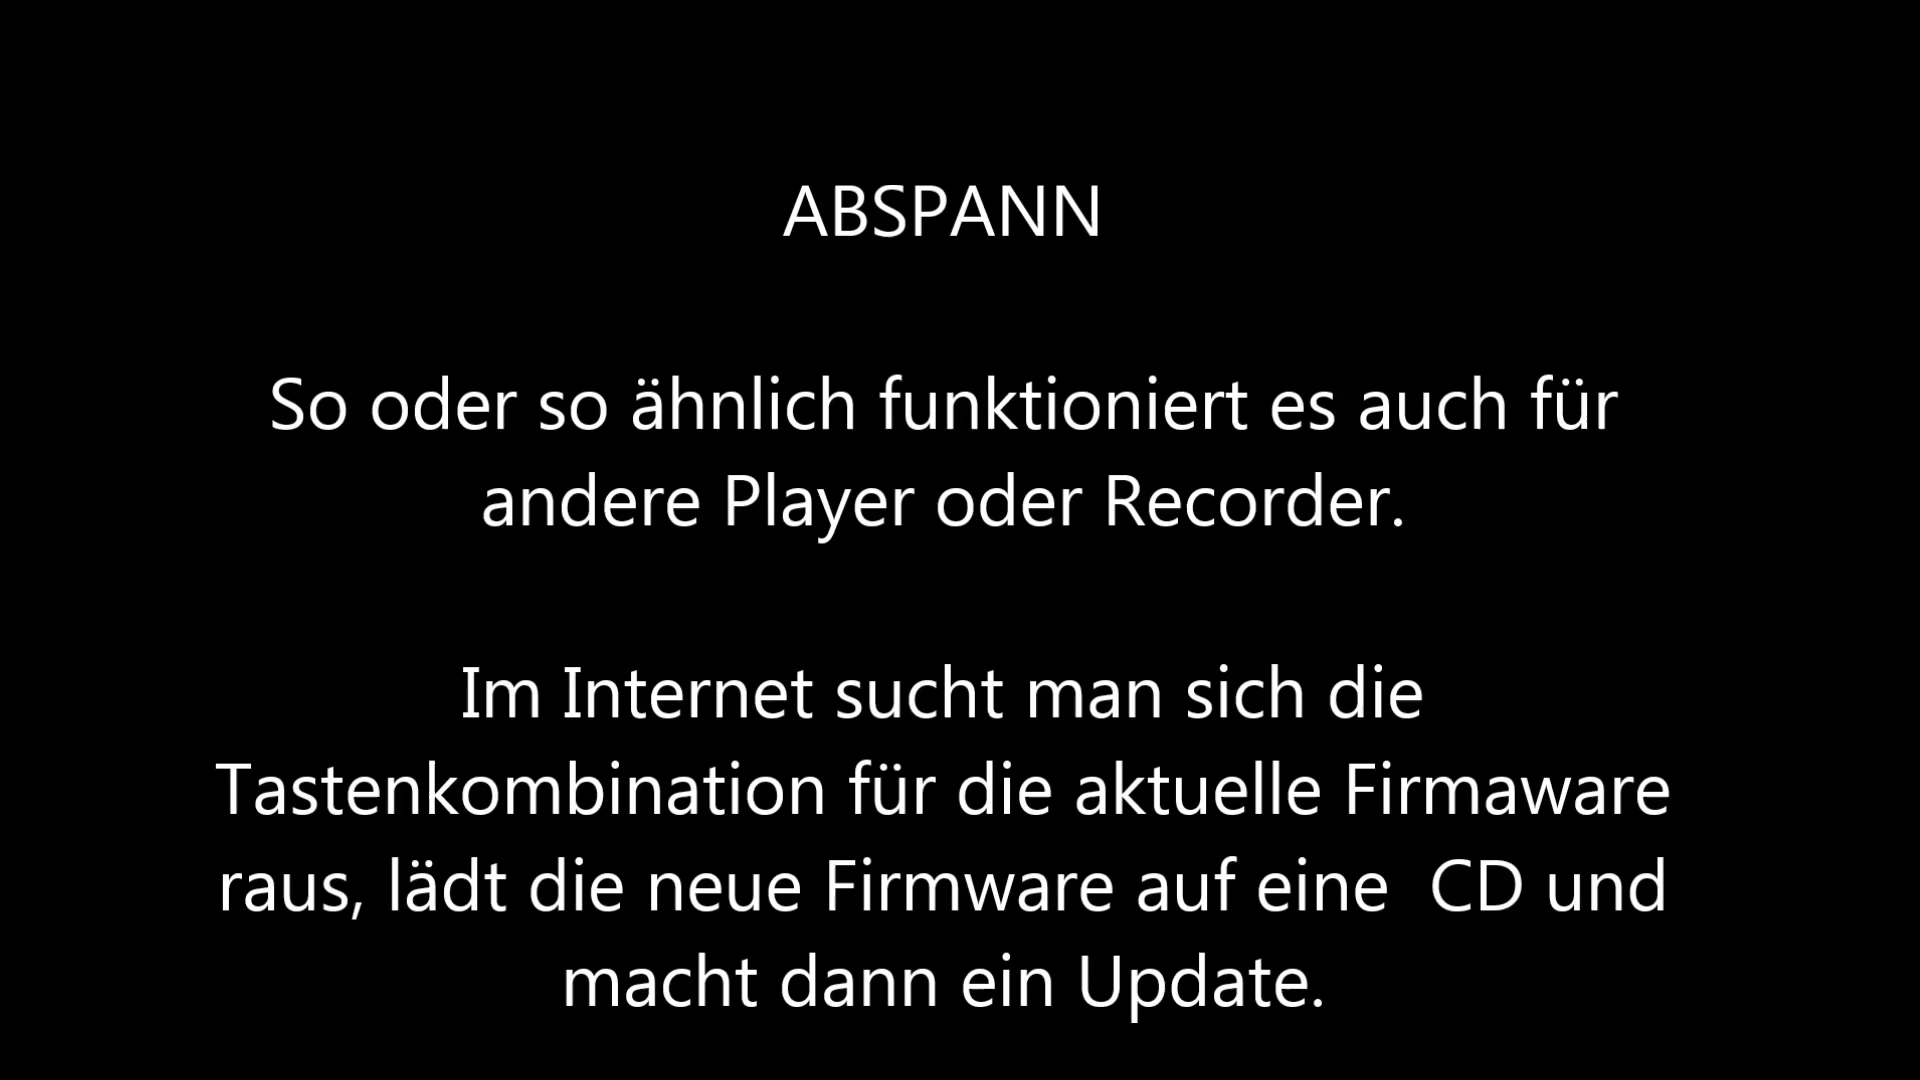 ABSPANN
So oder so ähnlich funktioniert es auch für
andere Player oder Recorder.
Im Internet sucht man sich die
Tastenkombination für die aktuelle Firmaware
raus, lädt die neue Firmware auf eine  CD und
macht dann ein Update.